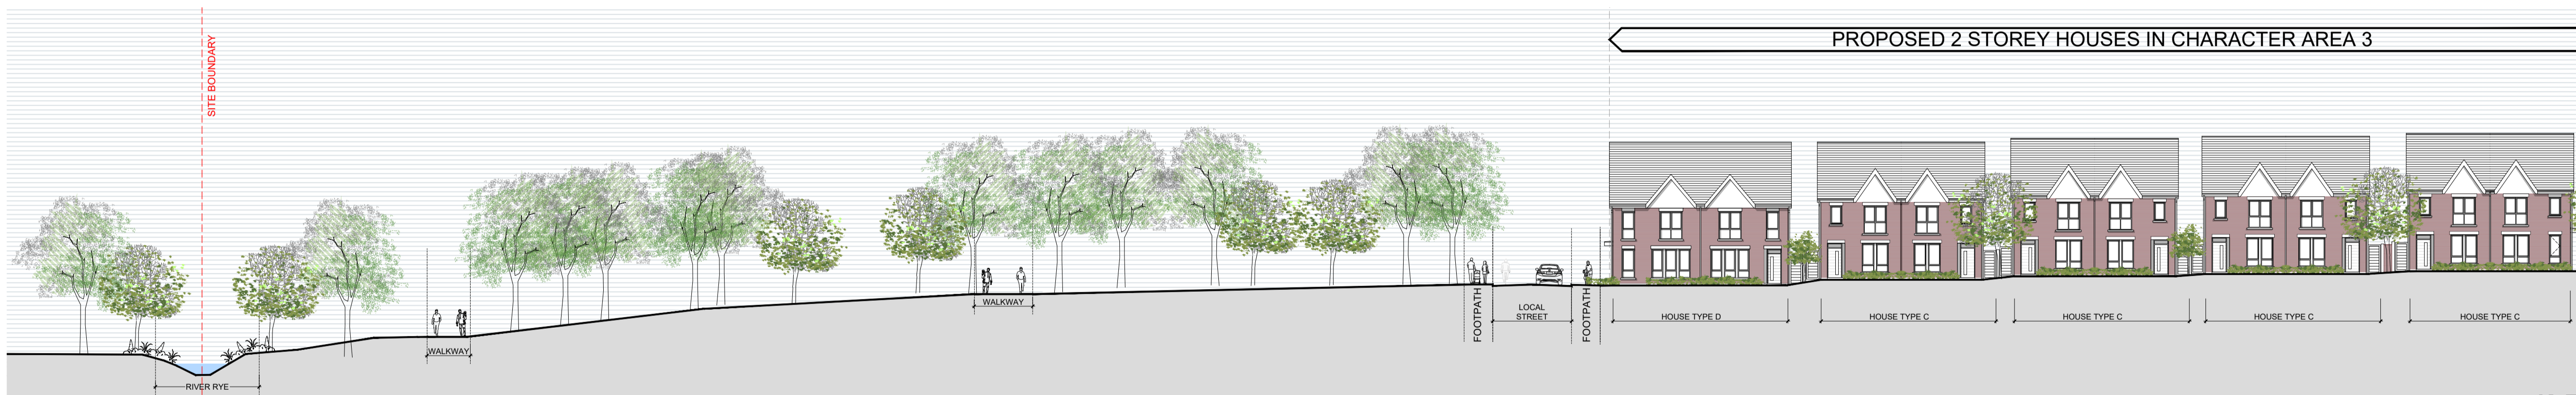 PROPOSED 2 STOREY HOUSES IN CHARACTER AREA 3
SITE BOUNDARY
RIVER RYE
WALKWAY
WALKWAY
FOOTPATH
LOCAL
STREET
FOOTPATH
HOUSE TYPE D
HOUSE TYPE C
HOUSE TYPE C
HOUSE TYPE C
HOUSE TYPE C